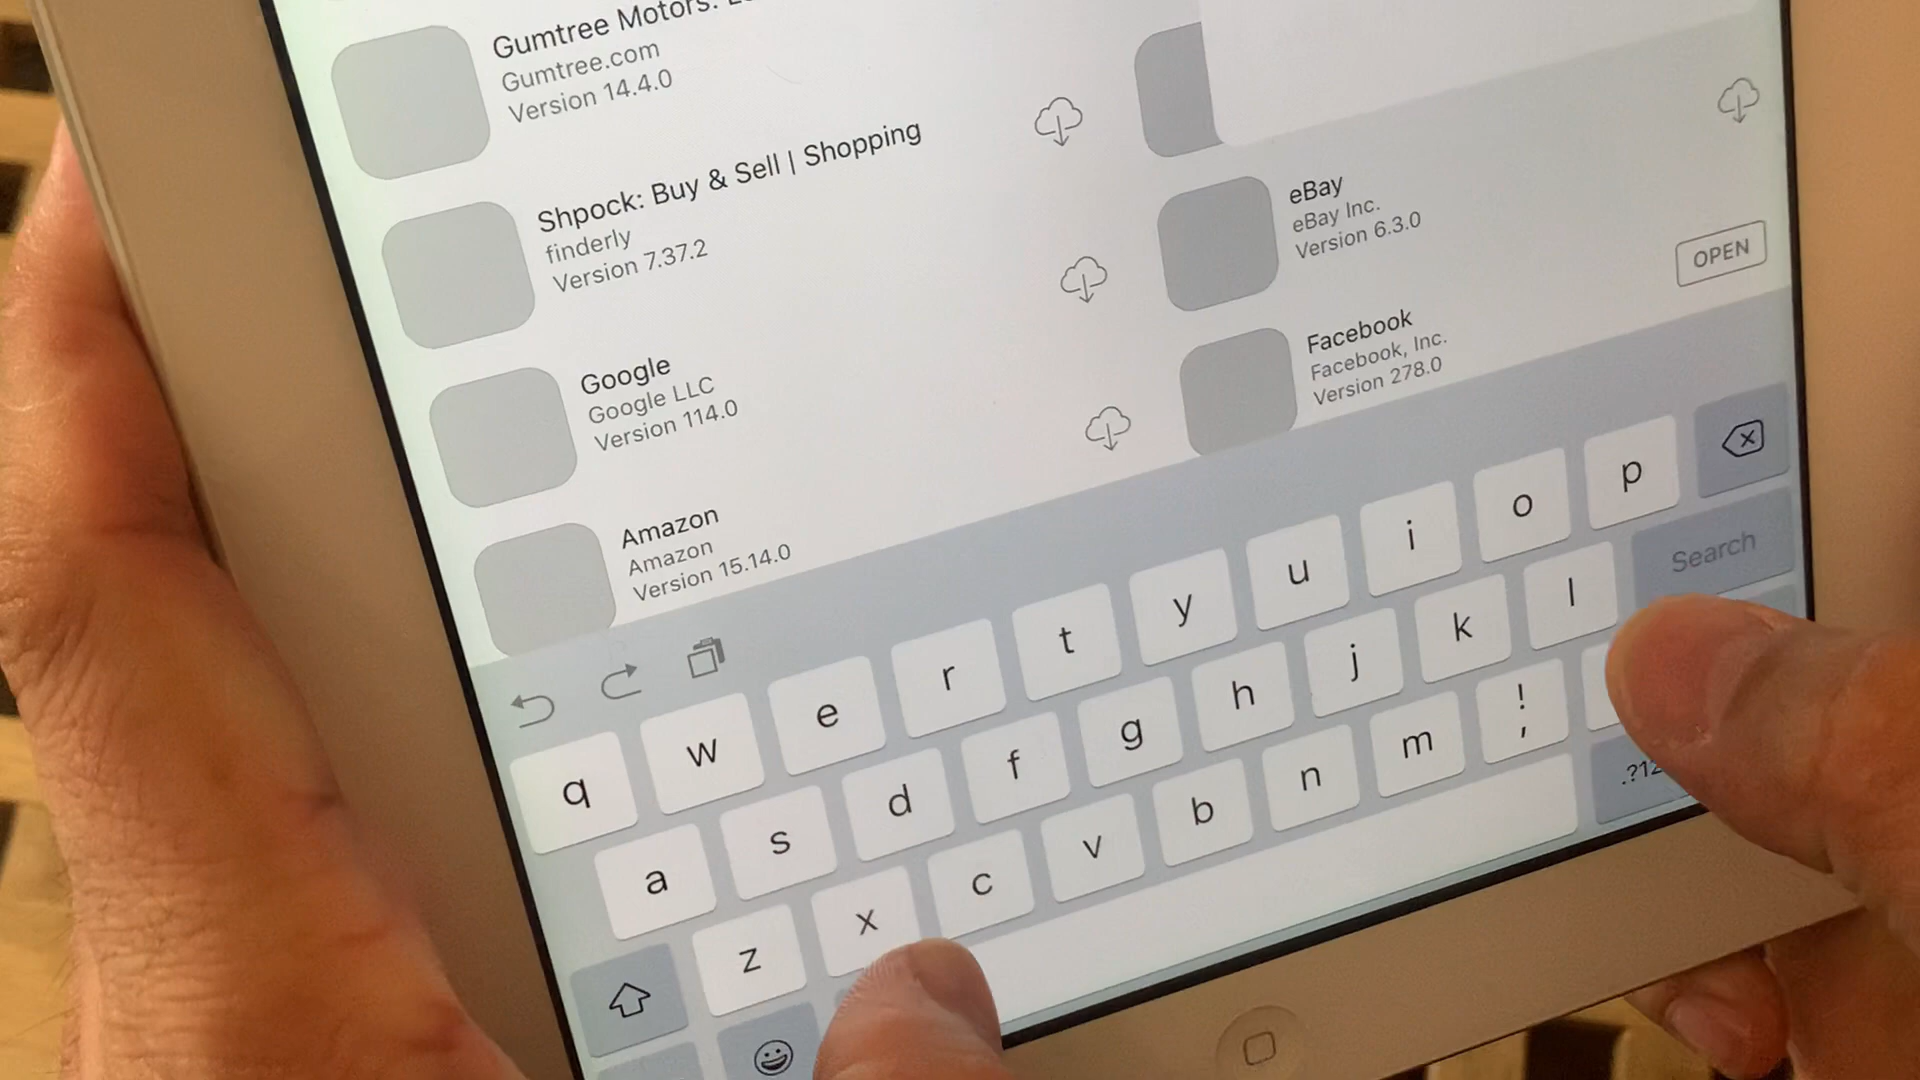 Gumtree Motors:
Gumtree.com
Version 14.4.0
Shpock: Buy & Sell | Shopping
finderly
Version 7.37.2
Google
Google LLC
Version 114.0
Amazon
Amazon
Version 15.14.0
eBay
eBay Inc.
Version 6.3.0
OPEN
Facebook
Facebook, Inc.
Version 278.0
q w e r t y u i o p
a s d f g h j k l Search
z x c v b n m ! ,
.?12